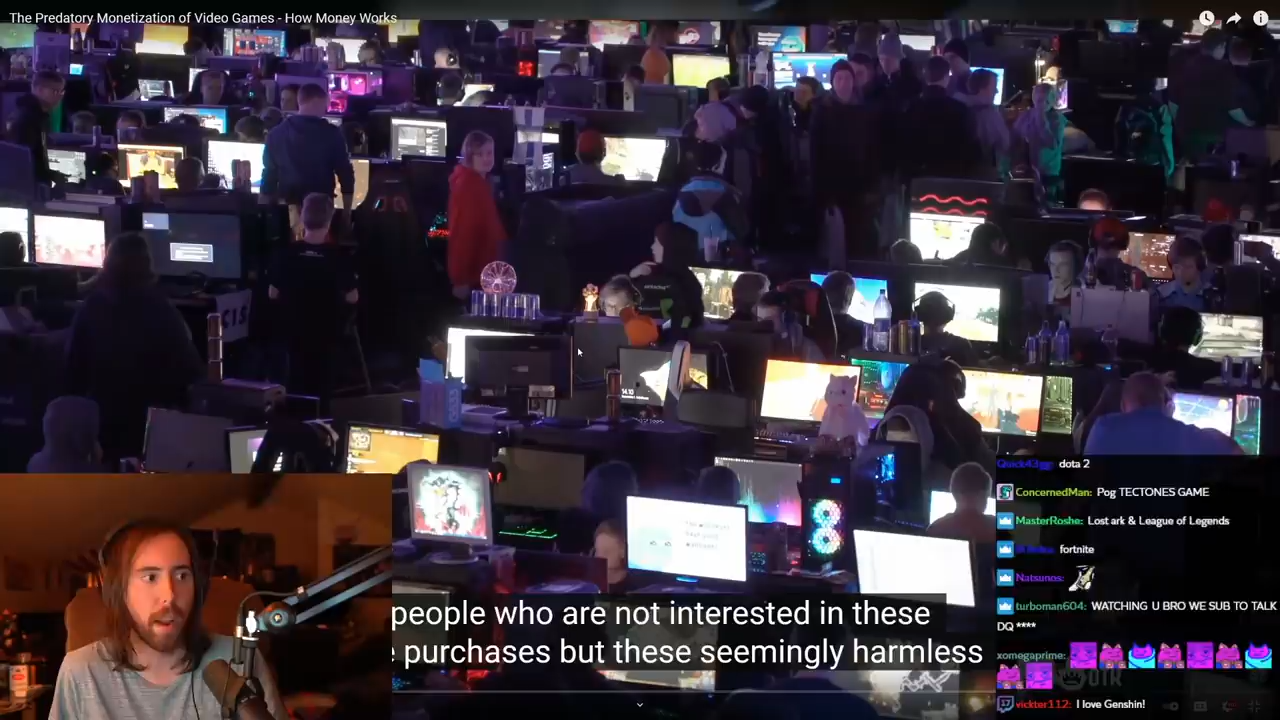 The Predatory Monetization of Video Games - How Money Works
CIS
people who are not interested in these
purchases but these seemingly harmless
dota 2
ConcernedMan: Pog TECTONES GAME
MasterRoshe: Lost ark & League of Legends
fortnite
Natsunos:
turboman604: WATCHING U BRO WE SUB TO TALK
DQ ****
xomegaprime:
vickter112: I love Genshin!